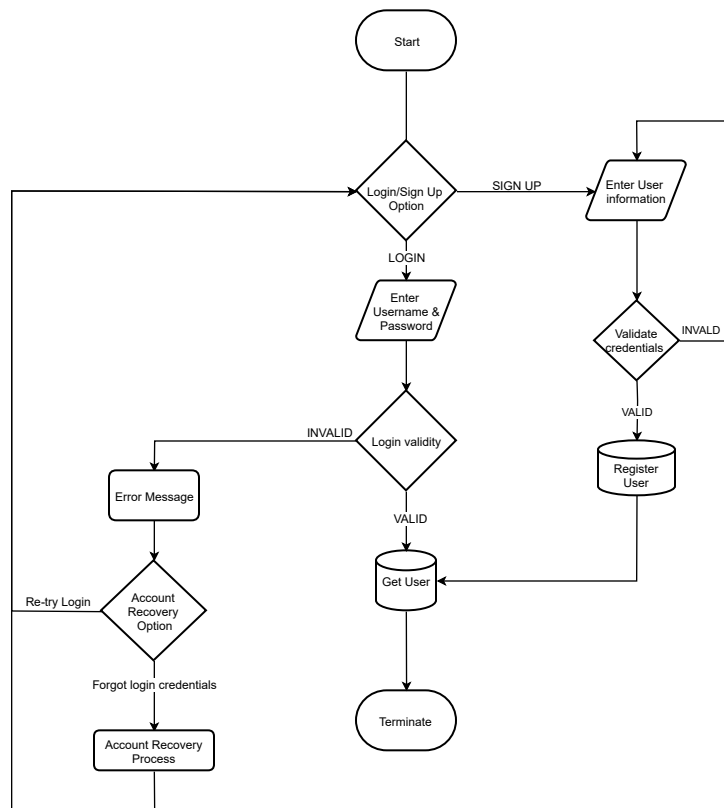 Start
Login/Sign Up
Option
SIGN UP
Enter User
information
LOGIN
Enter
Username &
Password
Validate
credentials
INVALD
VALID
INVALID
Login validity
Register
User
Error Message
VALID
Get User
Re-try Login
Account
Recovery
Option
Forgot login credentials
Terminate
Account Recovery
Process